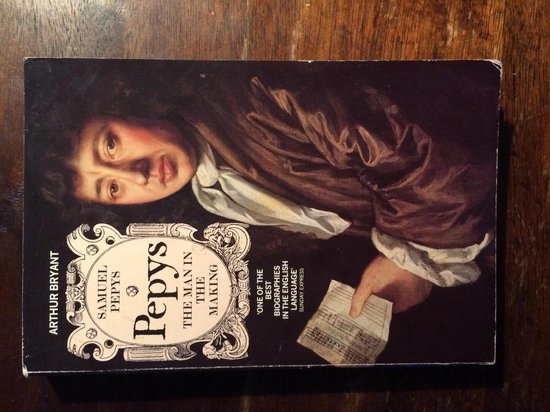 ARTHUR BRYANT
SAMUEL
PEPYS
Pepys
THE MAN IN
THE
MAKING
'ONE OF THE
BEST
BIOGRAPHIES
IN THE ENGLISH
LANGUAGE'
SUNDAY EXPRESS